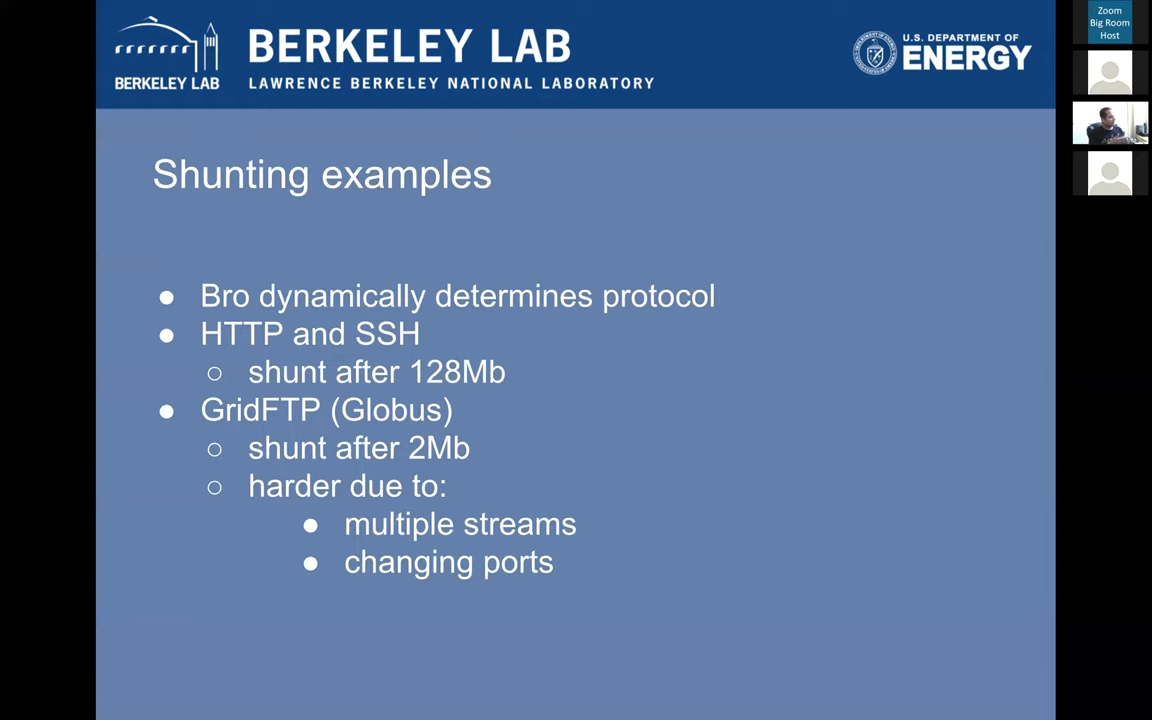 BERKELEY LAB
BERKELEY LAB
LAWRENCE BERKELEY NATIONAL LABORATORY
U.S. DEPARTMENT OF
ENERGY
Zoom
Big Room
Host
Shunting examples
● Bro dynamically determines protocol
● HTTP and SSH
○ shunt after 128Mb
● GridFTP (Globus)
○ shunt after 2Mb
○ harder due to:
● multiple streams
● changing ports